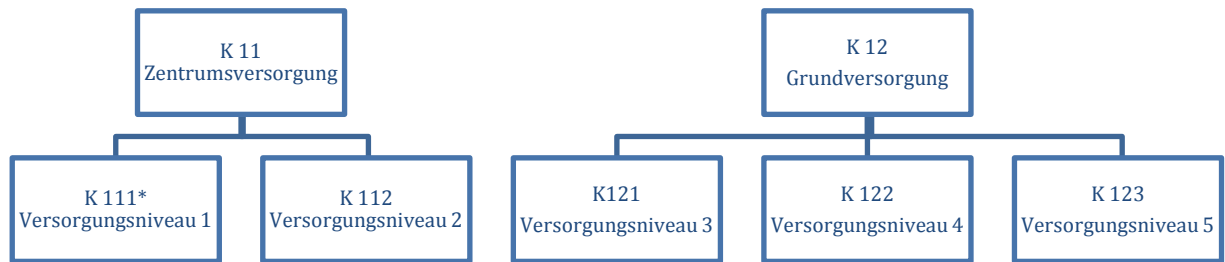 K 11
Zentrumsversorgung
K 12
Grundversorgung
K 111*
Versorgungsniveau 1
K 112
Versorgungsniveau 2
K121
Versorgungsniveau 3
K 122
Versorgungsniveau 4
K 123
Versorgungsniveau 5